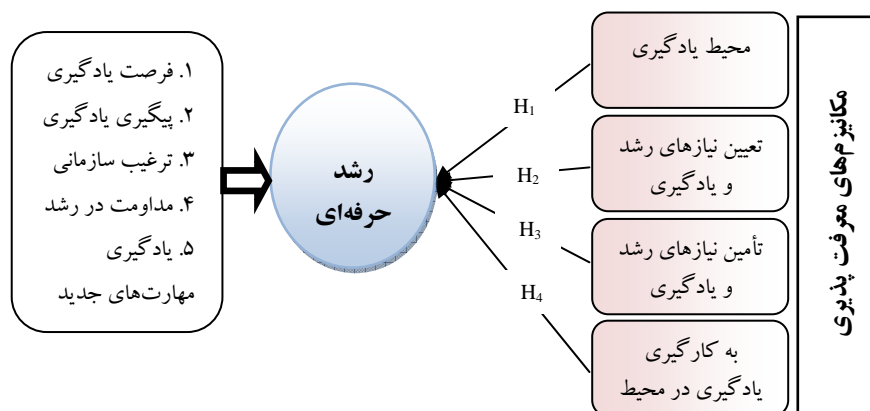 مکانیزم‌های معرفت پذیری
محیط یادگیری
تعیین نیازهای رشد
و یادگیری
تأمین نیازهای رشد
و یادگیری
به کارگیری
یادگیری در محیط
H1
H2
H3
H4
رشد
حرفه‌ای
۱. فرصت یادگیری
۲. پیگیری یادگیری
۳. ترغیب سازمانی
۴. مداومت در رشد
۵. یادگیری
مهارت‌های جدید